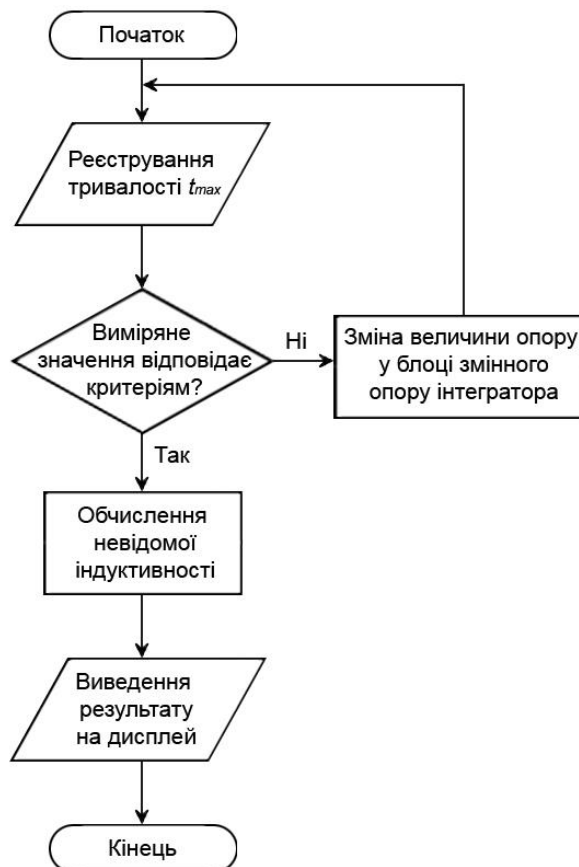 Початок
Реєстрування
тривалості tmax
Виміряне
значення відповідає
критеріям?
Ні
Зміна величини опору
у блоці змінного
опору інтегратора
Так
Обчислення
невідомої
індуктивності
Виведення
результату
на дисплей
Кінець